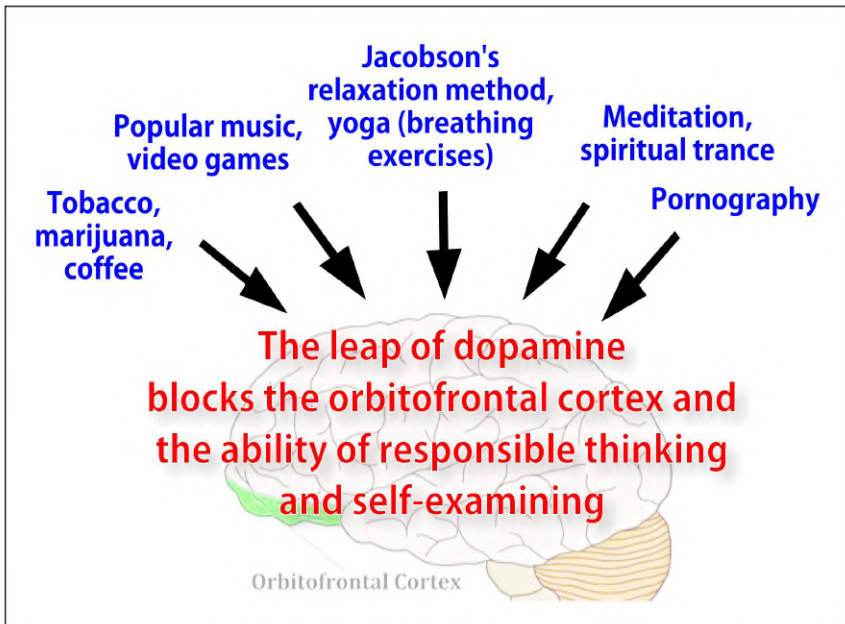 Jacobson's
relaxation method,
yoga (breathing
exercises)
Popular music,
video games
Meditation,
spiritual trance
Tobacco,
marijuana,
coffee
Pornography
The leap of dopamine
blocks the orbitofrontal cortex and
the ability of responsible thinking
and self-examining
Orbitofrontal Cortex